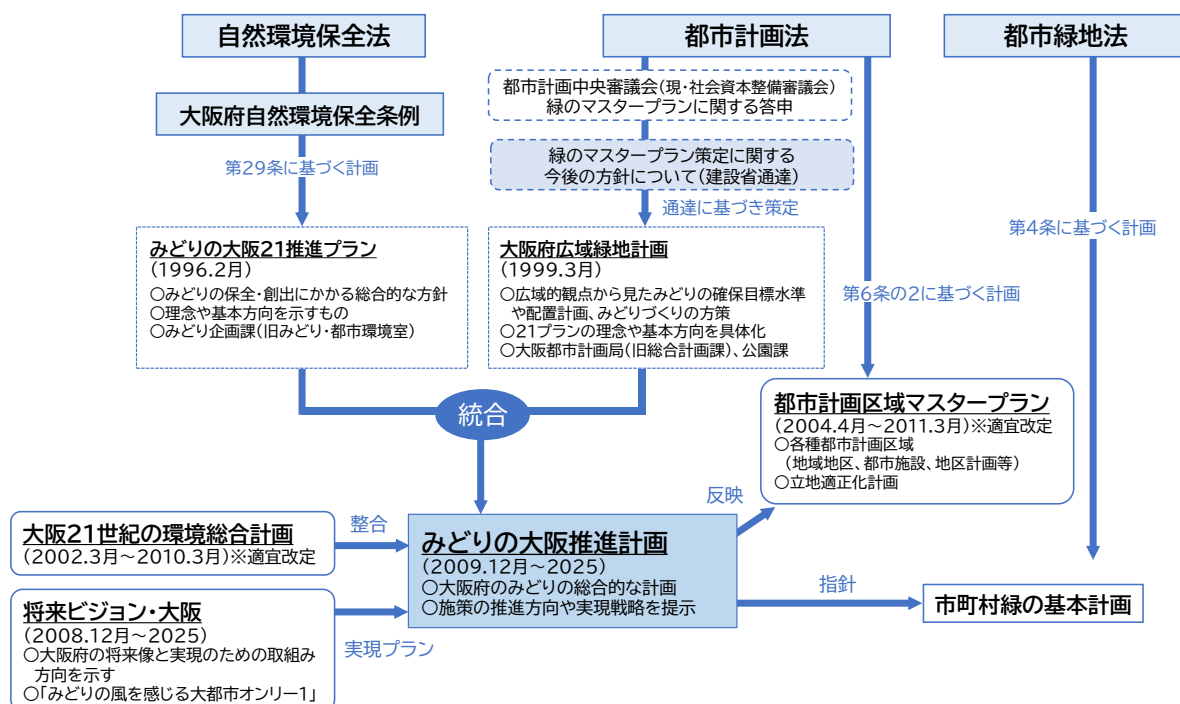 自然環境保全法
都市計画法
都市緑地法
大阪府自然環境保全条例
都市計画中央審議会(現・社会資本整備審議会)
緑のマスタープランに関する答申
緑のマスタープラン策定に関する
今後の方針について(建設省通達)
第29条に基づく計画
通達に基づき策定
第4条に基づく計画
第6条の2に基づく計画
みどりの大阪21推進プラン
(1996.2月)
○みどりの保全・創出にかかる総合的な方針
○理念や基本方向を示すもの
○みどり企画課(旧みどり・都市環境室)
大阪府広域緑地計画
(1999.3月)
○広域的観点から見たみどりの確保目標水準
や配置計画、みどりづくりの方策
○21プランの理念や基本方向を具体化
○大阪都市計画局(旧総合計画課)、公園課
統合
都市計画区域マスタープラン
(2004.4月~2011.3月)※適宜改定
○各種都市計画区域
(地域地区、都市施設、地区計画等)
○立地適正化計画
反映
大阪21世紀の環境総合計画
(2002.3月~2010.3月)※適宜改定
整合
みどりの大阪推進計画
(2009.12月~2025)
○大阪府のみどりの総合的な計画
○施策の推進方向や実現戦略を提示
指針
市町村緑の基本計画
将来ビジョン・大阪
(2008.12月~2025)
○大阪府の将来像と実現のための取組み
方向を示す
○「みどりの風を感じる大都市オンリー1」
実現プラン